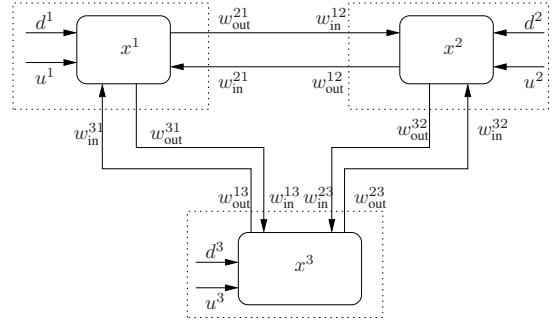 d^1 w_out^21 w_in^12 d^2
x^1 x^2
u^1 w_in^21 w_out^12 u^2
w_in^31 w_out^31 w_out^32 w_in^32
w_out^13 w_in^13 w_in^23 w_out^23
d^3
x^3
u^3